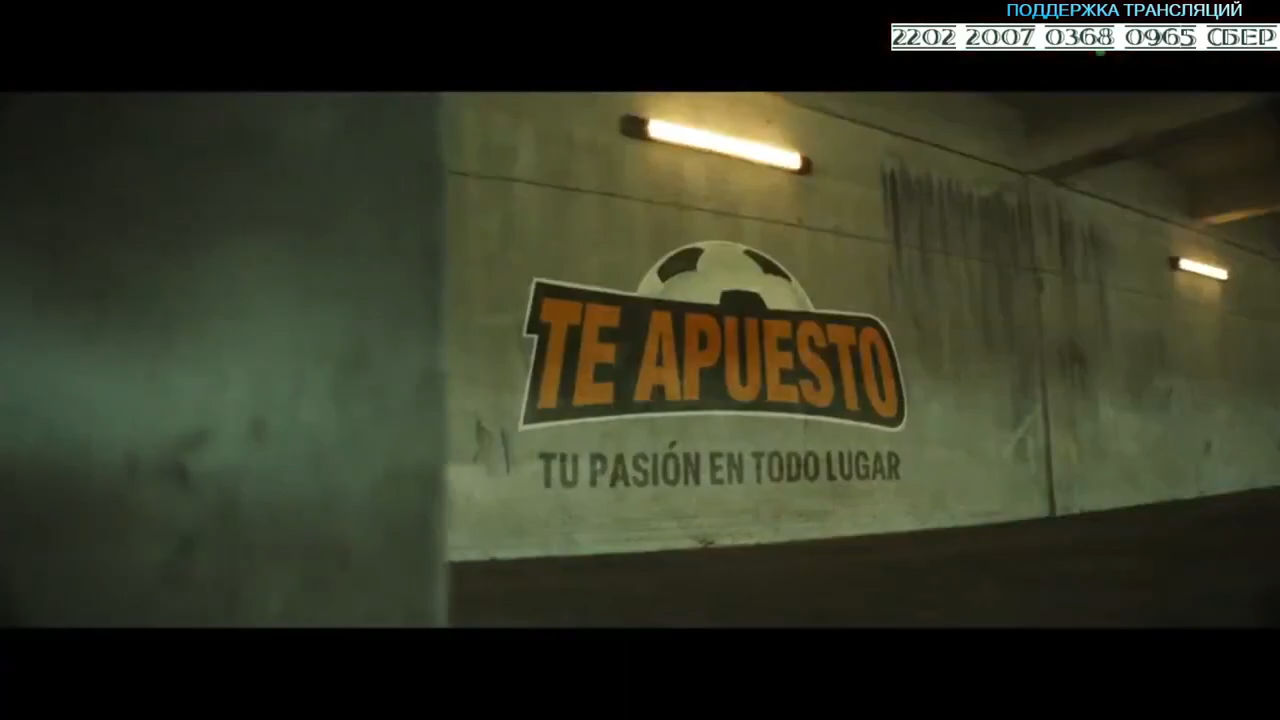 ПОДДЕРЖКА ТРАНСЛЯЦИЙ
2202 2007 0368 0965 СБЕР
TE APUESTO
TU PASIÓN EN TODO LUGAR